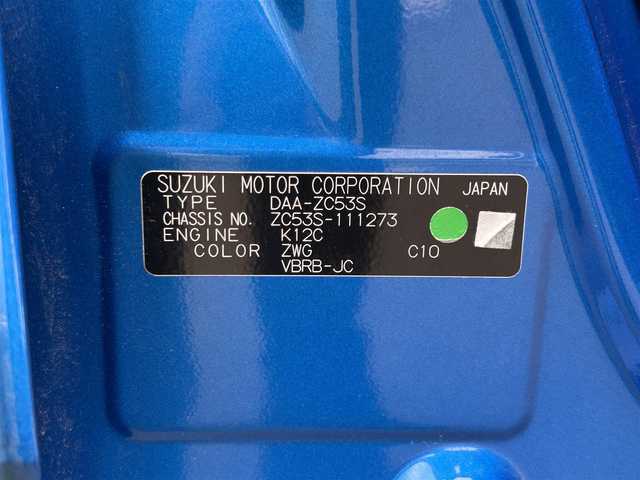 SUZUKI MOTOR CORPORATION JAPAN
TYPE DAA-ZC53S
CHASSIS NO. ZC53S-111273
ENGINE K12C
COLOR ZWG C10
VBRB-JC